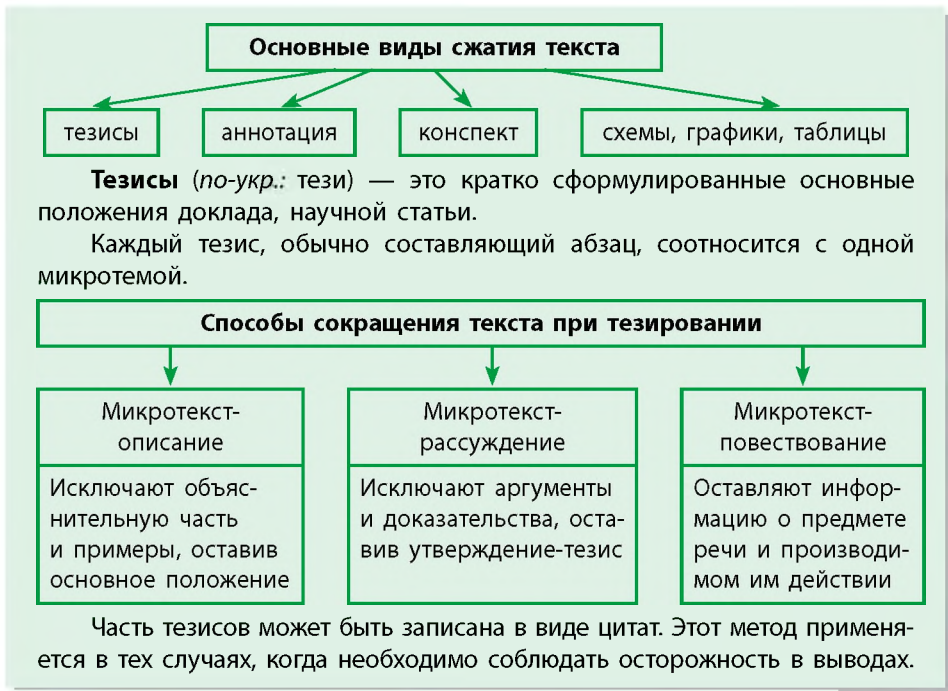 Основные виды сжатия текста
тезисы
аннотация
конспект
схемы, графики, таблицы
Тезисы (по-укр.: тези) — это кратко сформулированные основные
положения доклада, научной статьи.
Каждый тезис, обычно составляющий абзац, соотносится с одной
микротемой.
Способы сокращения текста при тезировании
Микротекст-
описание
Исключают объяс-
нительную часть
и примеры, оставив
основное положение
Микротекст-
рассуждение
Исключают аргументы
и доказательства, оста-
вив утверждение-тезис
Микротекст-
повествование
Оставляют инфор-
мацию о предмете
речи и производи-
мом им действии
Часть тезисов может быть записана в виде цитат. Этот метод применя-
ется в тех случаях, когда необходимо соблюдать осторожность в выводах.